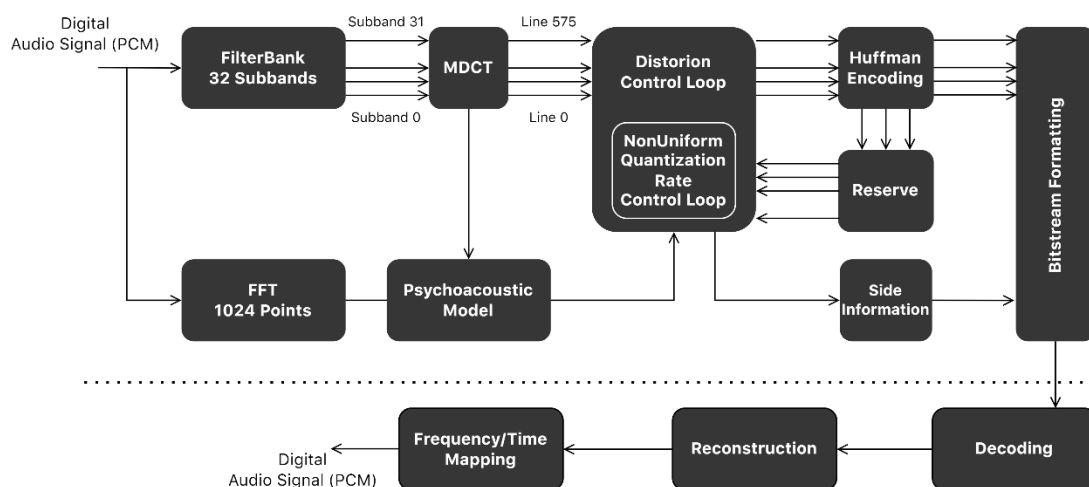 Digital
Audio Signal (PCM)
FilterBank
32 Subbands
Subband 31
Subband 0
MDCT
Line 575
Line 0
Distorion
Control Loop
NonUniform
Quantization
Rate
Control Loop
Huffman
Encoding
Reserve
Bitstream Formatting
FFT
1024 Points
Psychoacoustic
Model
Side
Information
Digital
Audio Signal (PCM)
Frequency/Time
Mapping
Reconstruction
Decoding